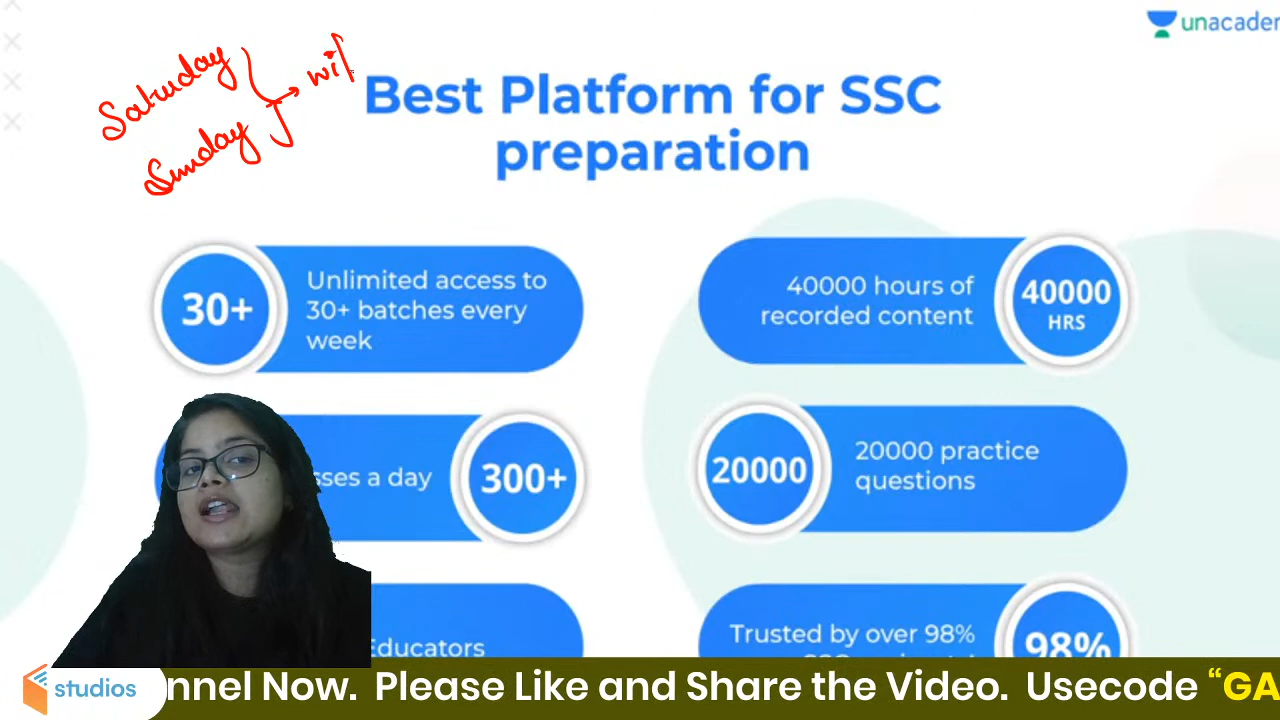 unacader
Saturday
Sunday
Best Platform for SSC
preparation
30+
Unlimited access to
30+ batches every
week
40000 hours of
recorded content
40000
HRS
sses a day
300+
20000
20000 practice
questions
Educators
Trusted by over 98%
98%
studios
nnel Now. Please Like and Share the Video. Usecode “GA